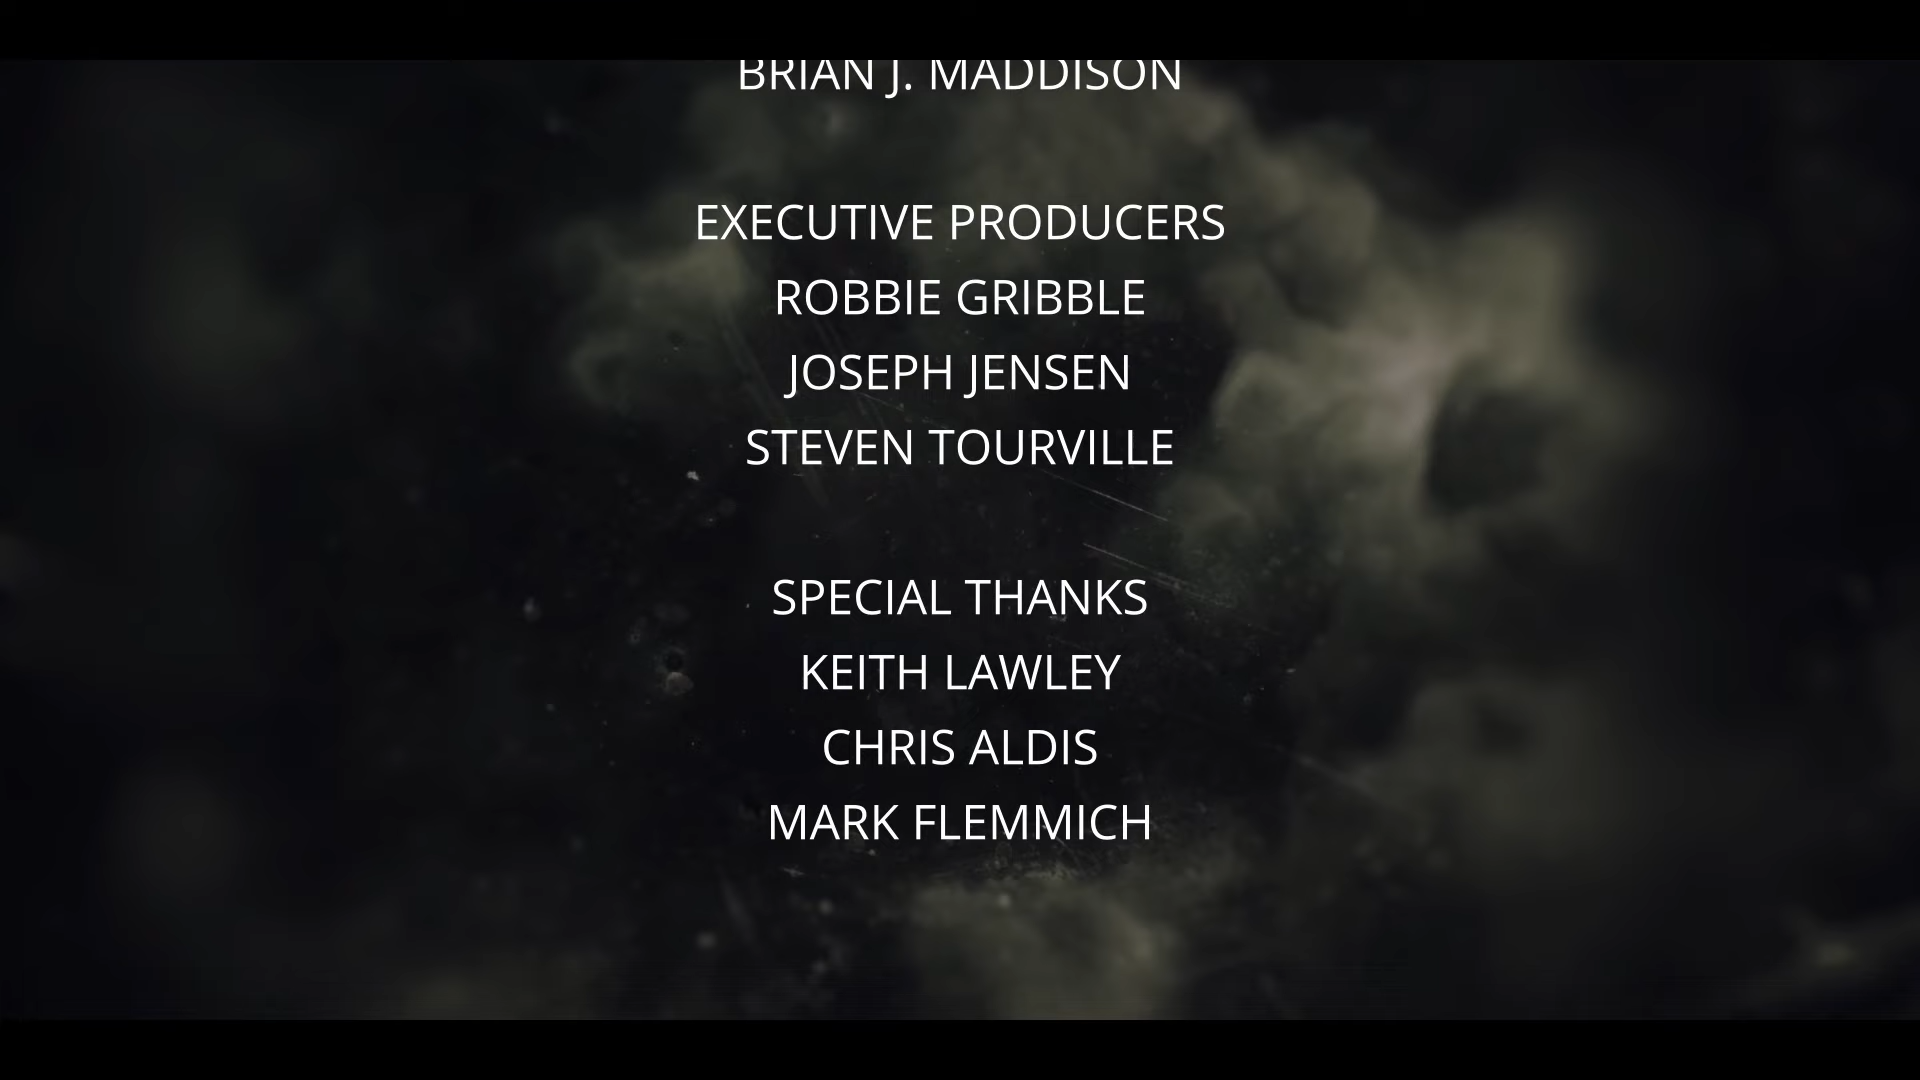 BRIAN J. MADDISON
EXECUTIVE PRODUCERS
ROBBIE GRIBBLE
JOSEPH JENSEN
STEVEN TOURVILLE
SPECIAL THANKS
KEITH LAWLEY
CHRIS ALDIS
MARK FLEMMICH